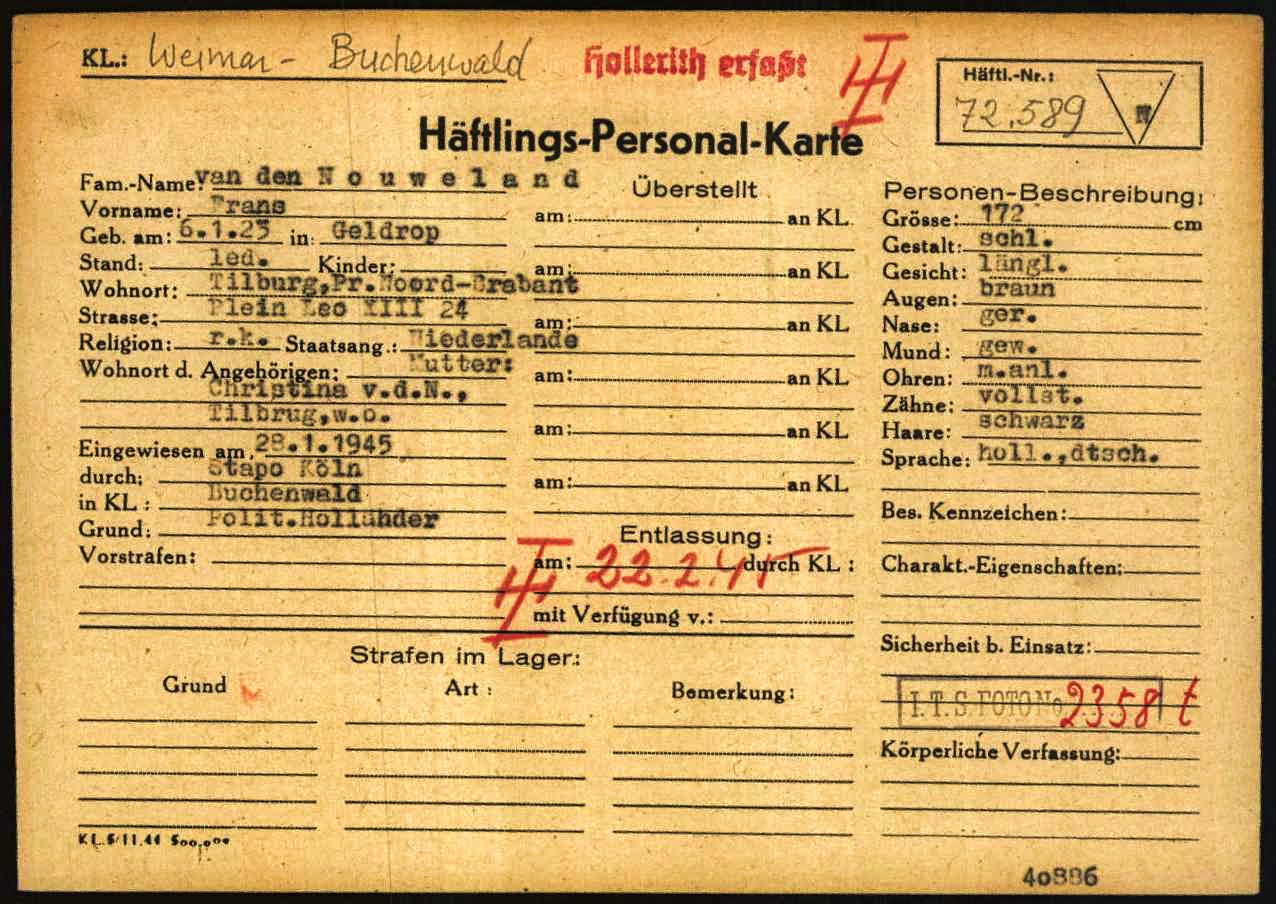 KL.: Weimar - Buchenwald
Hollerith erfaßt
Häftl.-Nr.:
72.589
Häftlings-Personal-Karte
Fam.-Name: van den Nouweland
Vorname: Frans
Geb. am: 6.1.23 in: Geldrop
Stand: led. Kinder:
Wohnort: Tilburg,Pr.Noord-Brabant
Strasse: Plein Leo XIII 24
Religion: r.k. Staatsang.: Niederlande
Wohnort d. Angehörigen: Mutter:
Christina v.d.N.,
Tilbrug,w.o.
Eingewiesen am: 28.1.1945
durch: Stapo Köln
in KL: Buchenwald
Grund: Polit.Holländer
Vorstrafen:
Überstellt
am: an KL
am: an KL
am: an KL
am: an KL
am: an KL
am: an KL
Entlassung:
am: 22.2.45 durch KL:
mit Verfügung v.:
Personen-Beschreibung:
Grösse: 172 cm
Gestalt: schl.
Gesicht: längl.
Augen: braun
Nase: ger.
Mund: gew.
Ohren: m.anl.
Zähne: vollst.
Haare: schwarz
Sprache: holl.,dtsch.
Bes. Kennzeichen:
Charakt.-Eigenschaften:
Sicherheit b. Einsatz:
I.T.S. FOTO No 2358 t
Körperliche Verfassung:
Strafen im Lager:
Grund Art: Bemerkung:
KL 5/11.44 500.000
40886